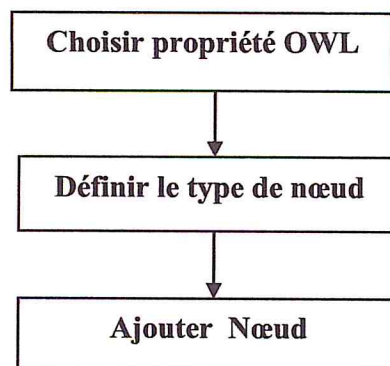 Choisir propriété OWL
Définir le type de nœud
Ajouter Nœud